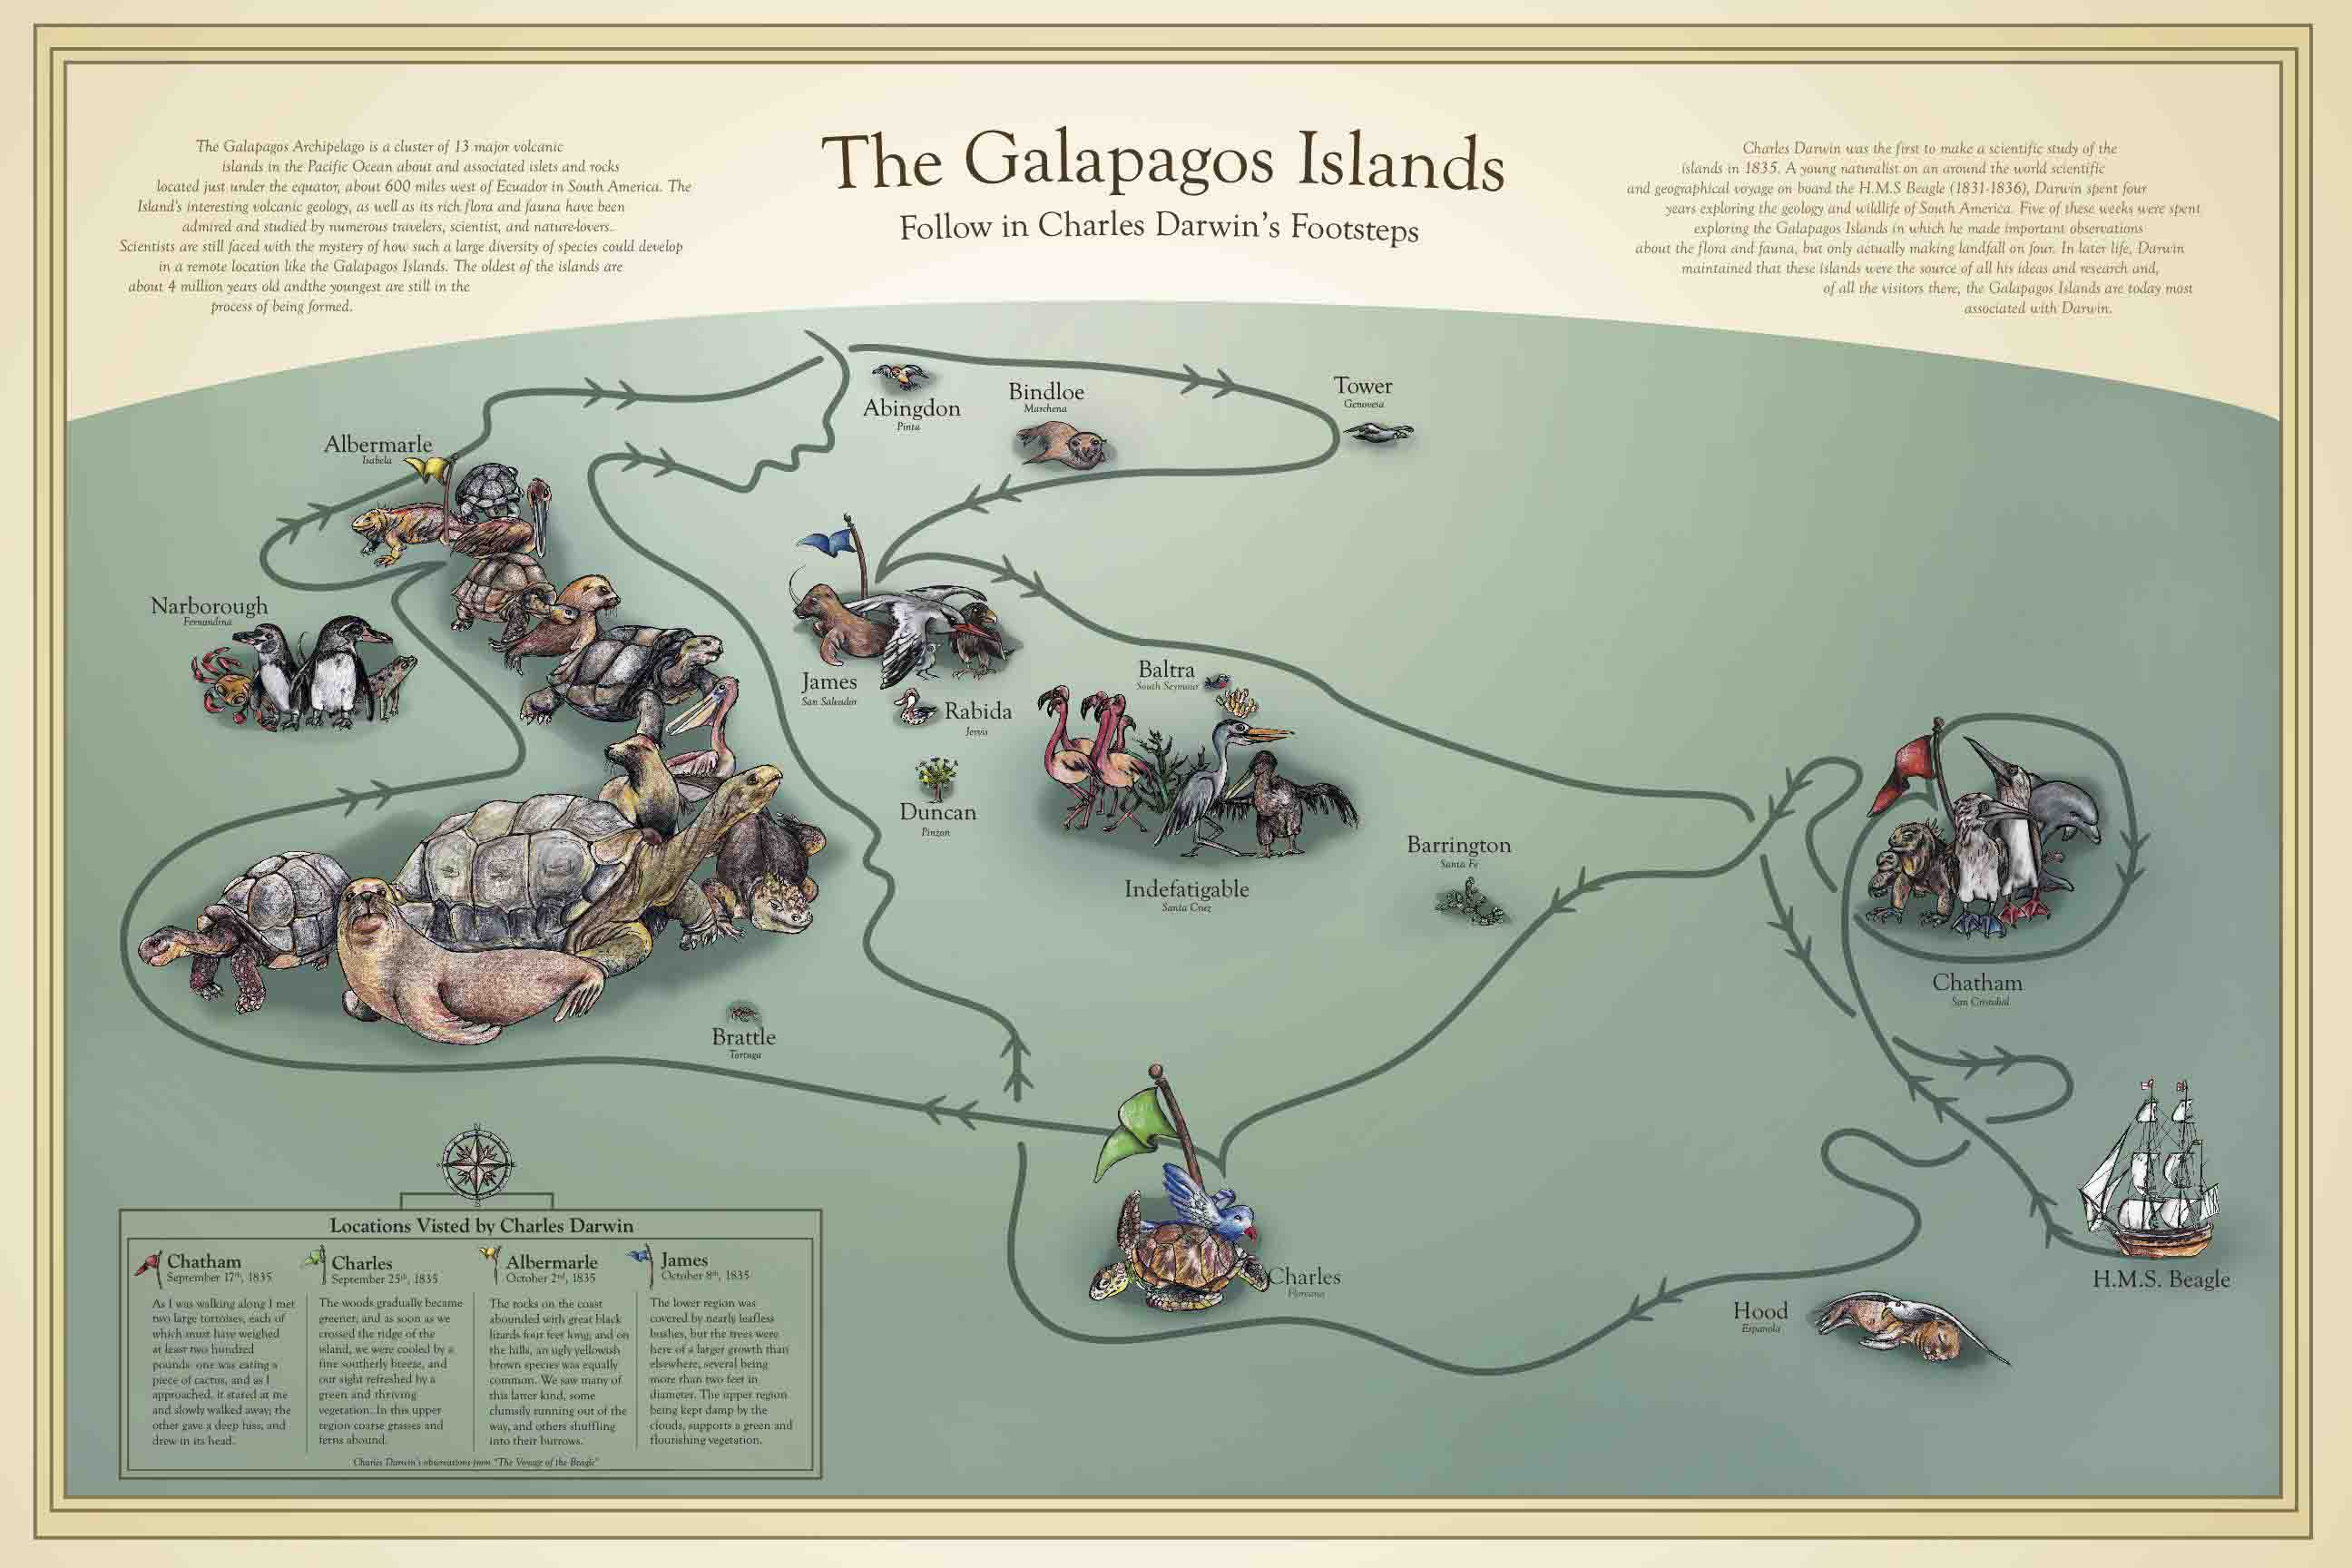 The Galapagos Islands
Follow in Charles Darwin's Footsteps
The Galapagos Archipelago is a cluster of 13 major volcanic
islands in the Pacific Ocean about and associated islets and rocks
located just under the equator, about 600 miles west of Ecuador in South America. The
Island's interesting volcanic geology, as well as its rich flora and fauna have been
admired and studied by numerous travelers, scientist, and nature-lovers.
Scientists are still faced with the mystery of how such a large diversity of species could develop
in a remote location like the Galapagos Islands. The oldest of the islands are
about 4 million years old andthe youngest are still in the
process of being formed.
Charles Darwin was the first to make a scientific study of the
islands in 1835. A young naturalist on an around the world scientific
and geographical voyage on board the H.M.S Beagle (1831-1836), Darwin spent four
years exploring the geology and wildlife of South America. Five of these weeks were spent
exploring the Galapagos Islands in which he made important observations
about the flora and fauna, but only actually making landfall on four. In later life, Darwin
maintained that these islands were the source of all his ideas and research and,
of all the visitors there, the Galapagos Islands are today most
associated with Darwin.
Abingdon
Pinta
Bindloe
Marchena
Tower
Genovesa
Albermarle
Isabela
Narborough
Fernandina
James
San Salvador
Rabida
Jervis
Baltra
South Seymour
Duncan
Pinzon
Indefatigable
Santa Cruz
Barrington
Santa Fe
Chatham
San Cristobal
Brattle
Tortuga
Charles
Floreana
Hood
Espanola
H.M.S. Beagle
N
Locations Visted by Charles Darwin
Chatham
September 17th, 1835
As I was walking along I met
two large tortoises, each of
which must have weighed
at least two hundred
pounds: one was eating a
piece of cactus, and as I
approached, it stared at me
and slowly walked away; the
other gave a deep hiss, and
drew in its head.
Charles
September 25th, 1835
The woods gradually became
greener, and as soon as we
crossed the ridge of the
island, we were cooled by a
fine southerly breeze, and
our sight refreshed by a
green and thriving
vegetation. In this upper
region coarse grasses and
ferns abound.
Albermarle
October 2nd, 1835
The rocks on the coast
abounded with great black
lizards four feet long; and on
the hills, an ugly yellowish
brown species was equally
common. We saw many of
this latter kind, some
clumsily running out of the
way, and others shuffling
into their burrows.
James
October 8th, 1835
The lower region was
covered by nearly leafless
bushes, but the trees were
here of a larger growth than
elsewhere, several being
more than two feet in
diameter. The upper region
being kept damp by the
clouds, supports a green and
flourishing vegetation.
Charles Darwin's observations from "The Voyage of the Beagle"